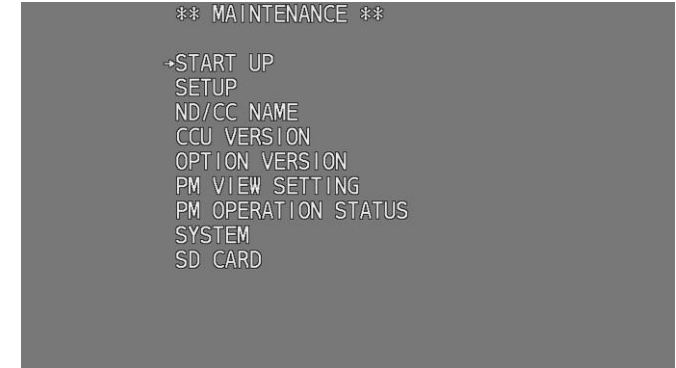 ** MAINTENANCE **
→START UP
SETUP
ND/CC NAME
CCU VERSION
OPTION VERSION
PM VIEW SETTING
PM OPERATION STATUS
SYSTEM
SD CARD